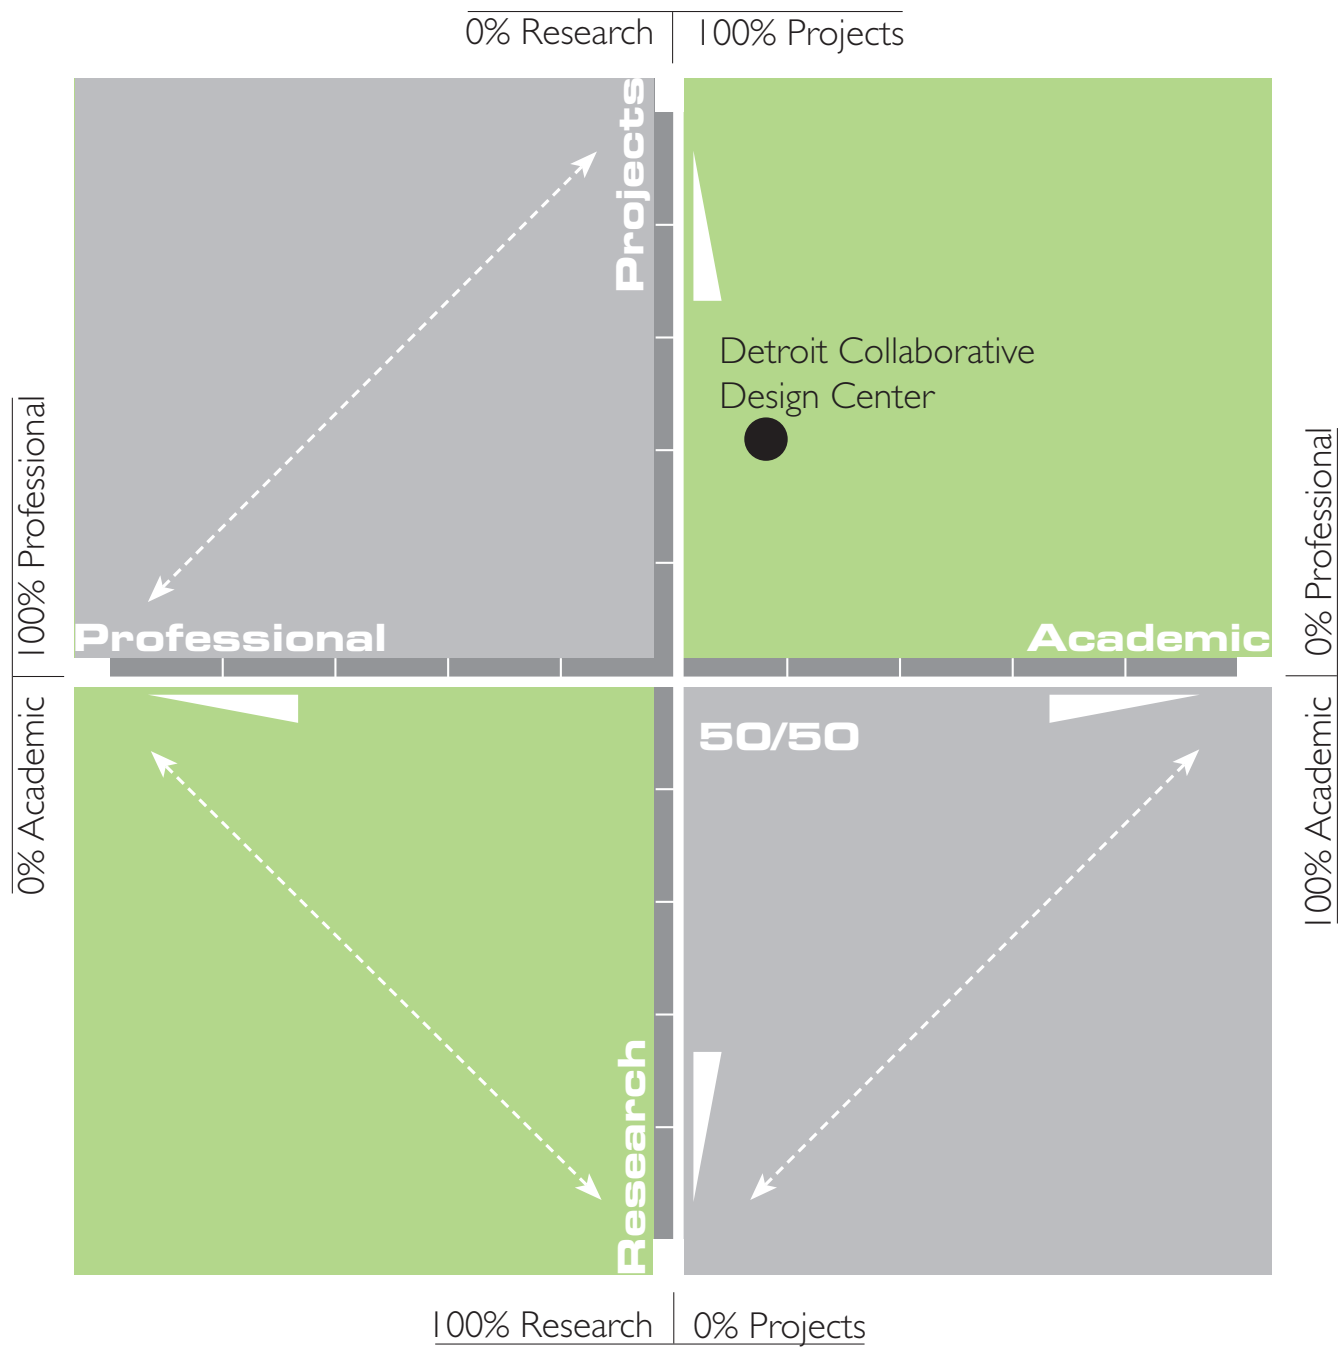 0% Research
100% Projects
Projects
Detroit Collaborative
Design Center
100% Professional
0% Professional
Professional
Academic
0% Academic
100% Academic
50/50
Research
100% Research
0% Projects